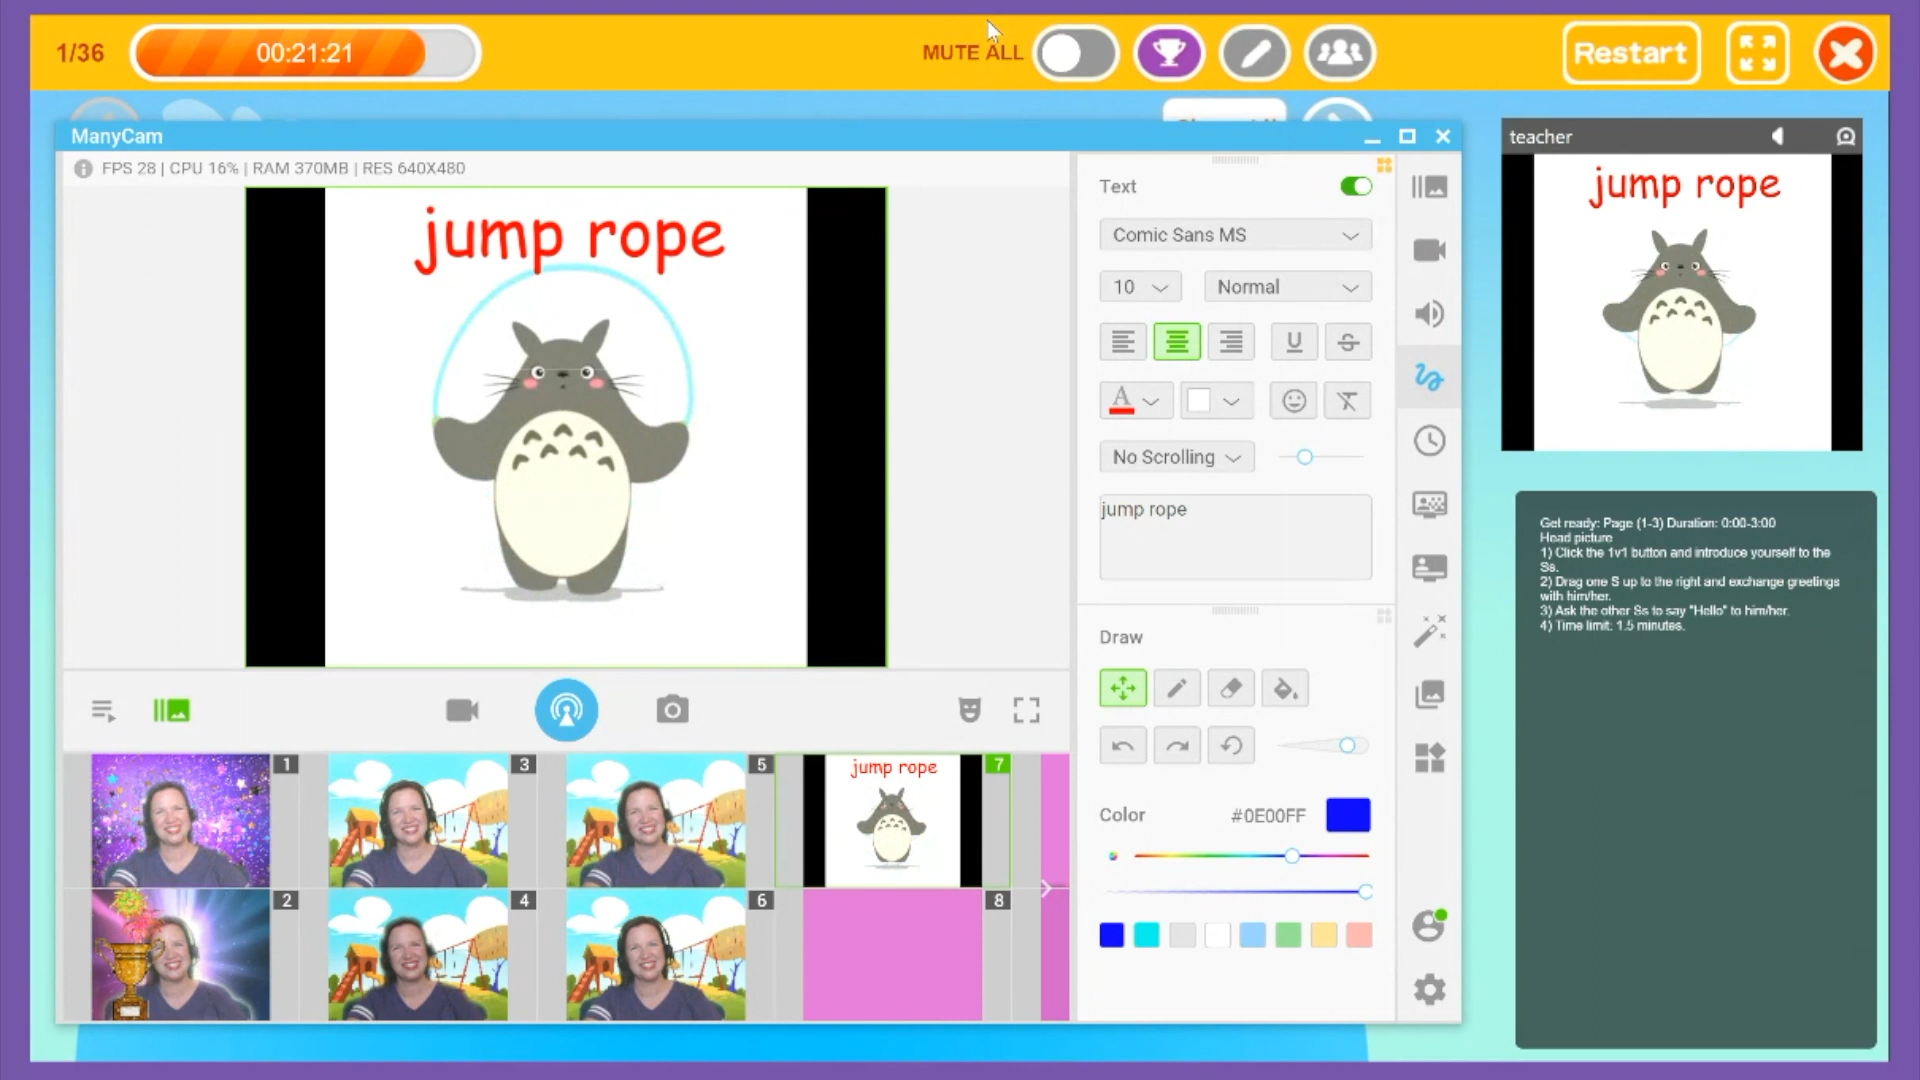 1/36
00:21:21
MUTE ALL
Restart
ManyCam
FPS 28 | CPU 16% | RAM 370MB | RES 640X480
jump rope
Text
Comic Sans MS
10
Normal
U
S
A
No Scrolling
jump rope
Draw
Color
#0E00FF
1
3
5
jump rope
7
2
4
6
8
teacher
jump rope
Get ready: Page (1-3) Duration: 0:00-3:00
Head picture
1) Click the 1v1 button and introduce yourself to the
Ss.
2) Drag one S up to the right and exchange greetings
with him/her.
3) Ask the other Ss to say "Hello" to him/her.
4) Time limit: 1.5 minutes.